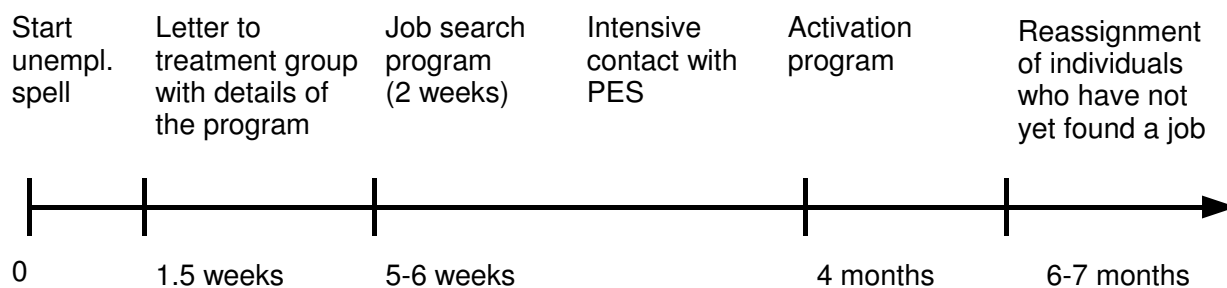 Start
unempl.
spell
Letter to
treatment group
with details of
the program
Job search
program
(2 weeks)
Intensive
contact with
PES
Activation
program
Reassignment
of individuals
who have not
yet found a job
0
1.5 weeks
5-6 weeks
4 months
6-7 months